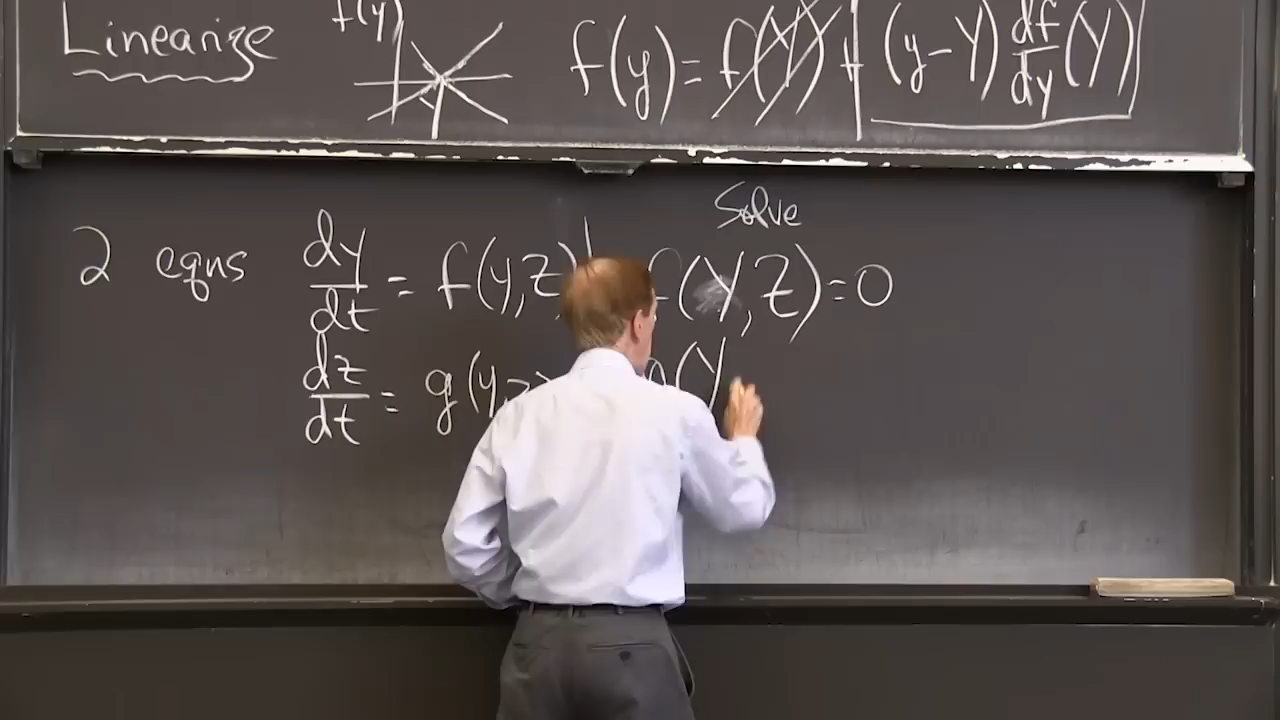 Linearize f(y) f(y) = f(Y) + (y-Y) df/dy (Y)
Solve
2 eqns dy/dt = f(y,z) f(Y,Z)=0
dz/dt = g(y,z) g(Y